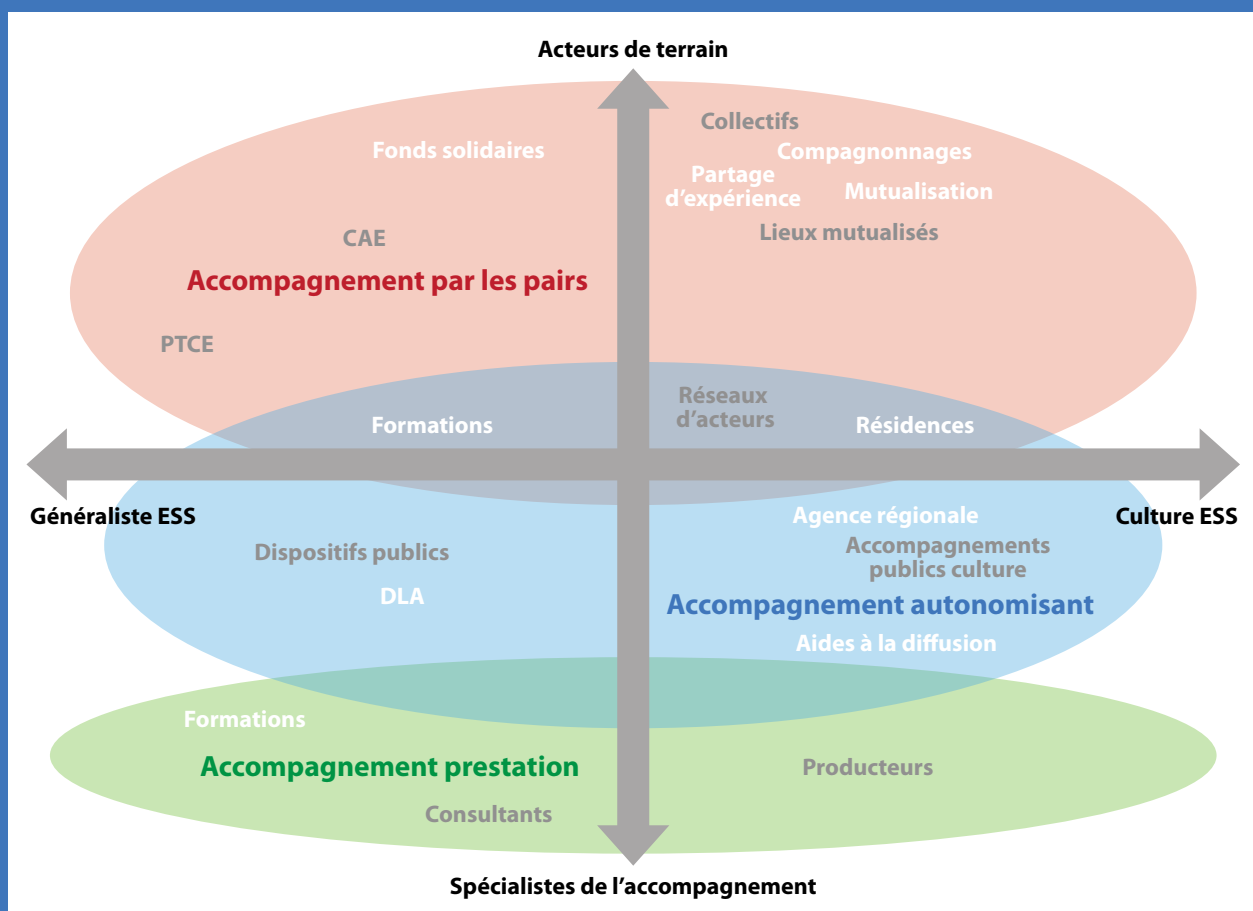 Acteurs de terrain
Collectifs
Fonds solidaires
Compagnonnages
Partage
d’expérience
Mutualisation
Lieux mutualisés
CAE
Accompagnement par les pairs
PTCE
Réseaux
d’acteurs
Formations
Résidences
Généraliste ESS
Culture ESS
Agence régionale
Dispositifs publics
Accompagnements
publics culture
DLA
Accompagnement autonomisant
Aides à la diffusion
Formations
Accompagnement prestation
Producteurs
Consultants
Spécialistes de l’accompagnement